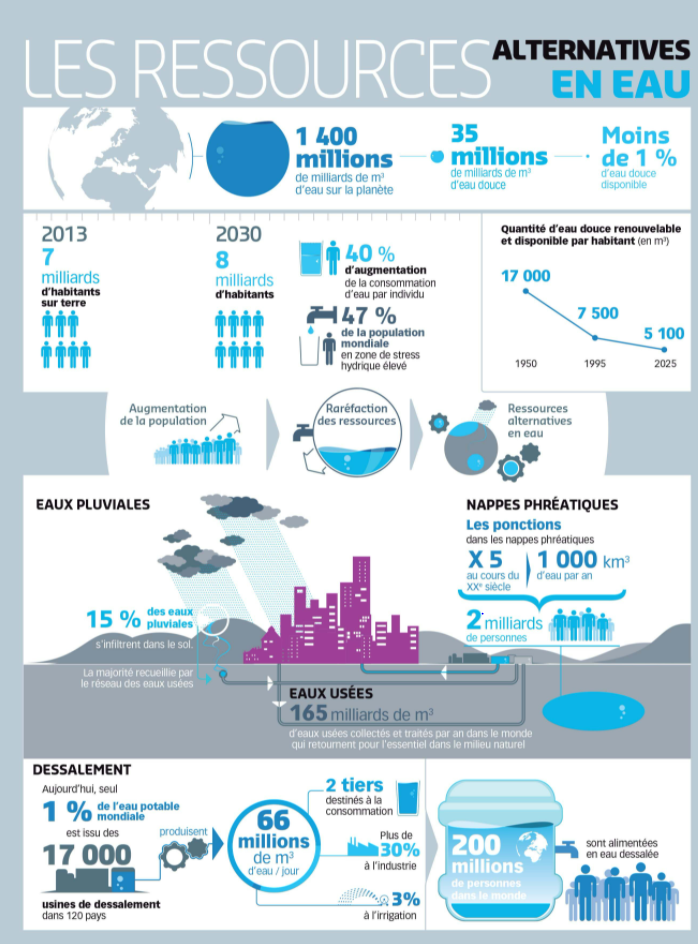 LES RESSOURCES
ALTERNATIVES
EN EAU
1 400
millions
de milliards de m³
d'eau sur la planète
35
millions
de milliards de m³
d'eau douce
Moins
de 1 %
d'eau douce
disponible
2013
7
milliards
d'habitants
sur terre
2030
8
milliards
d'habitants
40 %
d'augmentation
de la consommation
d'eau par individu
47 %
de la population
mondiale
en zone de stress
hydrique élevé
Quantité d'eau douce renouvelable
et disponible par habitant (en m³)
17 000
7 500
5 100
1950
1995
2025
Augmentation
de la population
Raréfaction
des ressources
Ressources
alternatives
en eau
EAUX PLUVIALES
15 %
des eaux
pluviales
s'infiltrent dans le sol.
La majorité recueillie par
le réseau des eaux usées
NAPPES PHRÉATIQUES
Les ponctions
dans les nappes phréatiques
X 5
au cours du
XXᵉ siècle
1 000 km³
d'eau par an
2 milliards
de personnes
EAUX USÉES
165 milliards de m³
d'eaux usées collectés et traités par an dans le monde
qui retournent pour l'essentiel dans le milieu naturel
DESSALEMENT
Aujourd'hui, seul
1 %
de l'eau potable
mondiale
est issu des
17 000
usines de dessalement
dans 120 pays
produisent
66
millions
de m³
d'eau / jour
2 tiers
destinés à la
consommation
Plus de
30%
à l'industrie
3%
à l'irrigation
200
millions
de personnes
dans le monde
sont alimentées
en eau dessalée